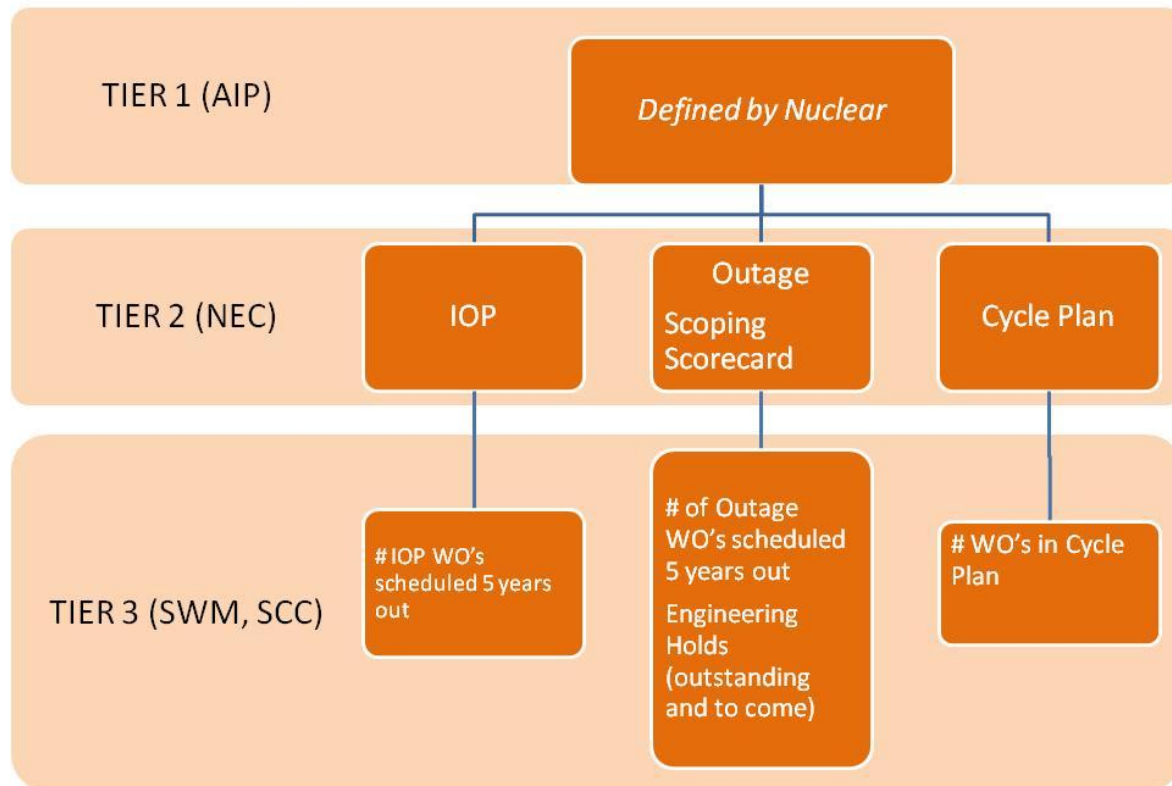 TIER 1 (AIP)
Defined by Nuclear
TIER 2 (NEC)
IOP
Outage
Scoping
Scorecard
Cycle Plan
TIER 3 (SWM, SCC)
# IOP WO’s
scheduled 5 years
out
# of Outage
WO’s scheduled
5 years out
Engineering
Holds
(outstanding
and to come)
# WO’s in Cycle
Plan